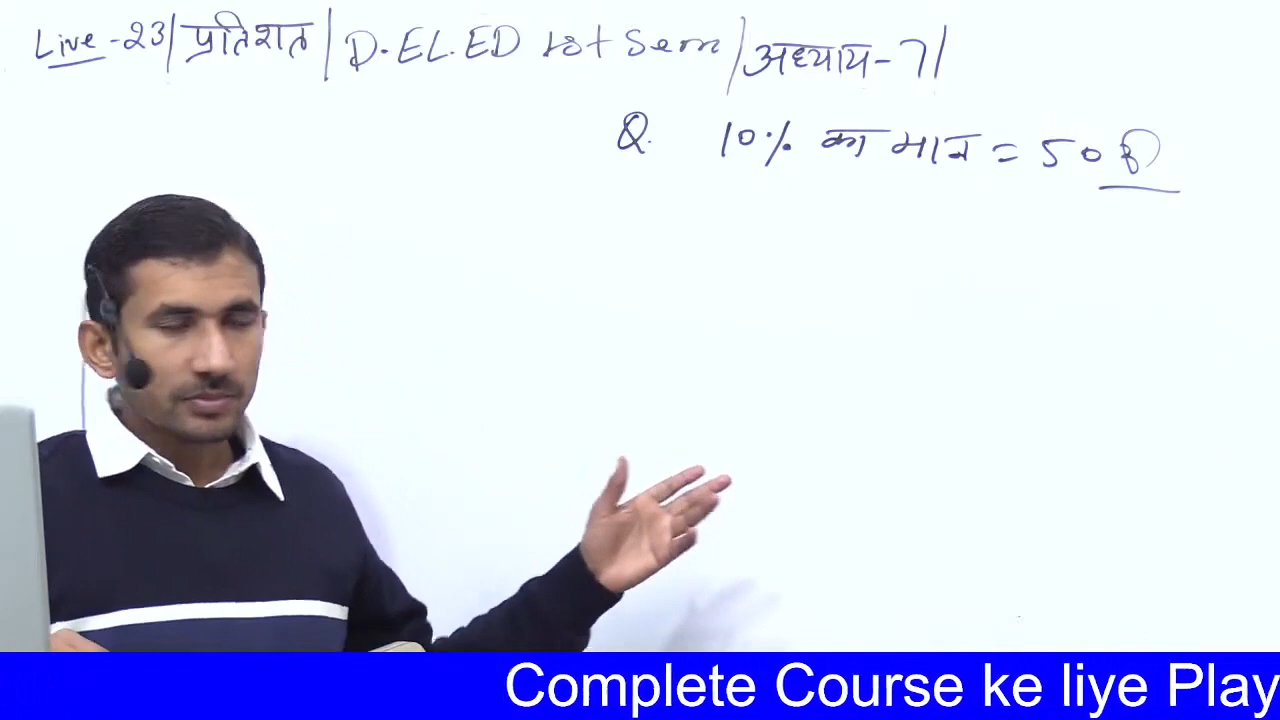 Live-23|प्रतिशत|D.EL.ED 1st Sem|अध्याय-7|
Q. 10% का मान = 50 है
Complete Course ke liye Play